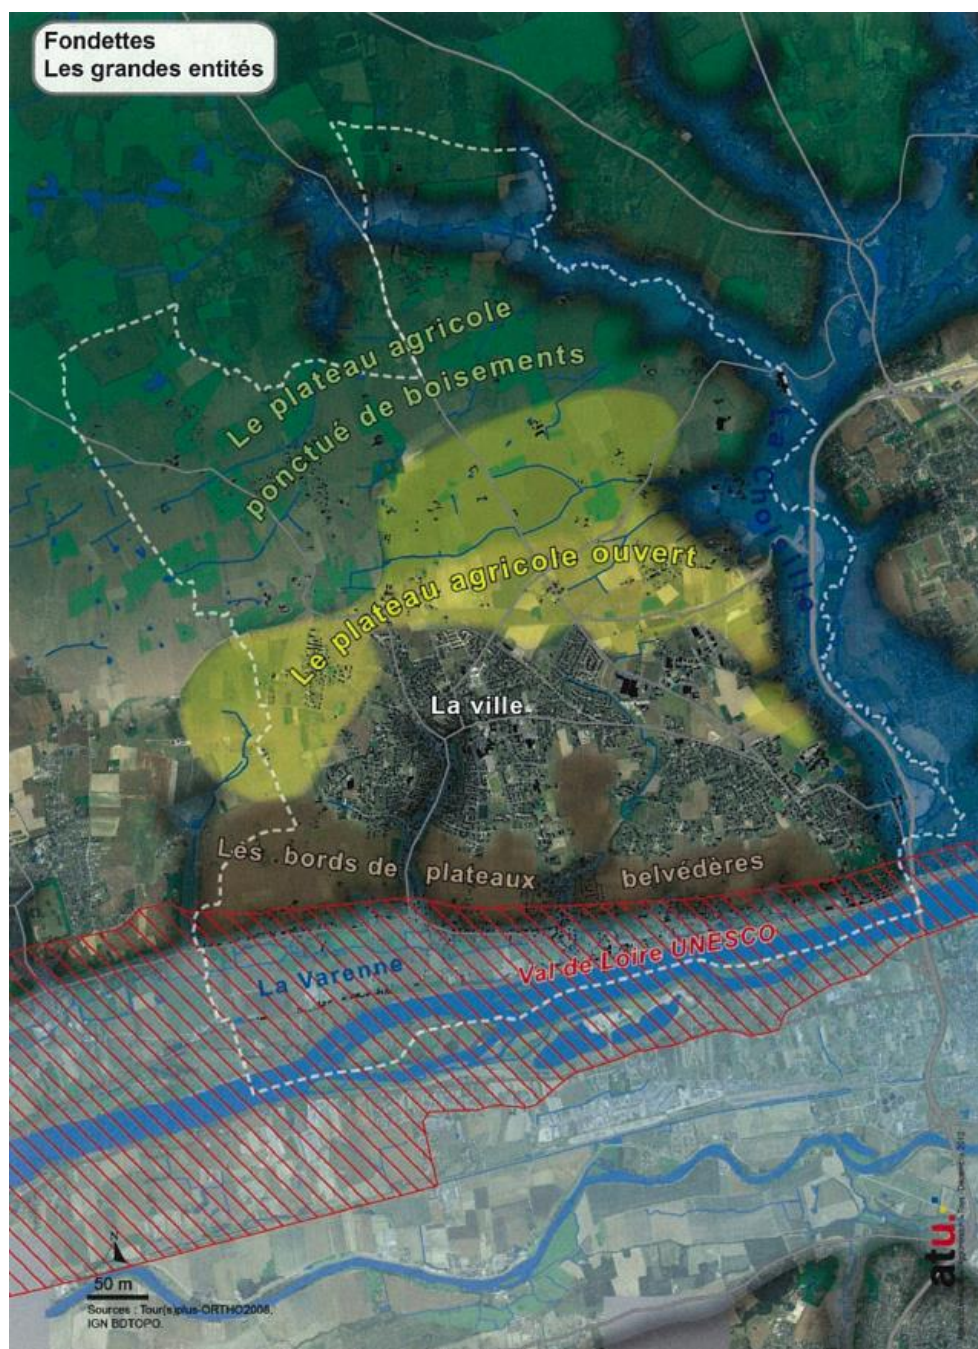 Fondettes
Les grandes entités
Le plateau agricole
ponctué de boisements
La Choisille
Le plateau agricole ouvert
La ville
Les bords de plateaux belvédères
La Varenne
Val de Loire UNESCO
N
50 m
Sources : Tour(s)plus-ORTHO2008,
IGN BDTOPO.
atu.